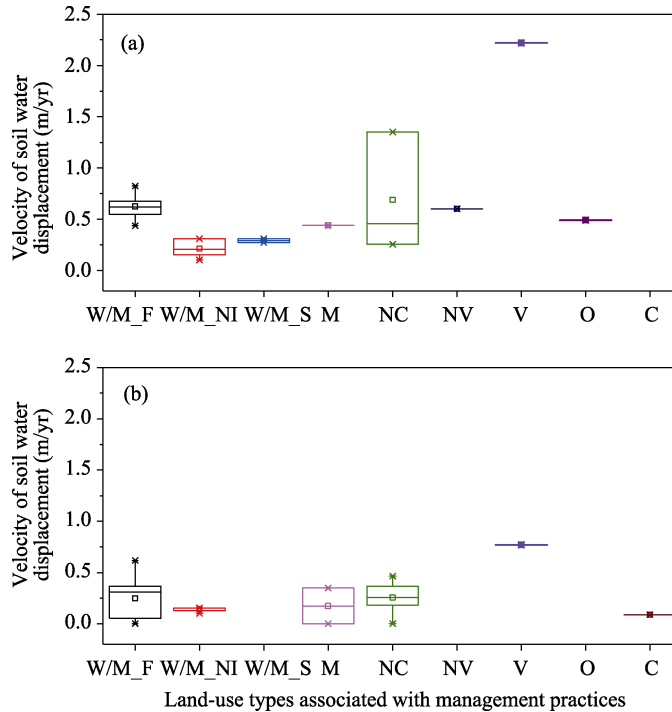 (a)
Velocity of soil water
displacement (m/yr)
2.5
2.0
1.5
1.0
0.5
0.0
W/M_F W/M_NI W/M_S M NC NV V O C
(b)
Velocity of soil water
displacement (m/yr)
2.5
2.0
1.5
1.0
0.5
0.0
W/M_F W/M_NI W/M_S M NC NV V O C
Land-use types associated with management practices